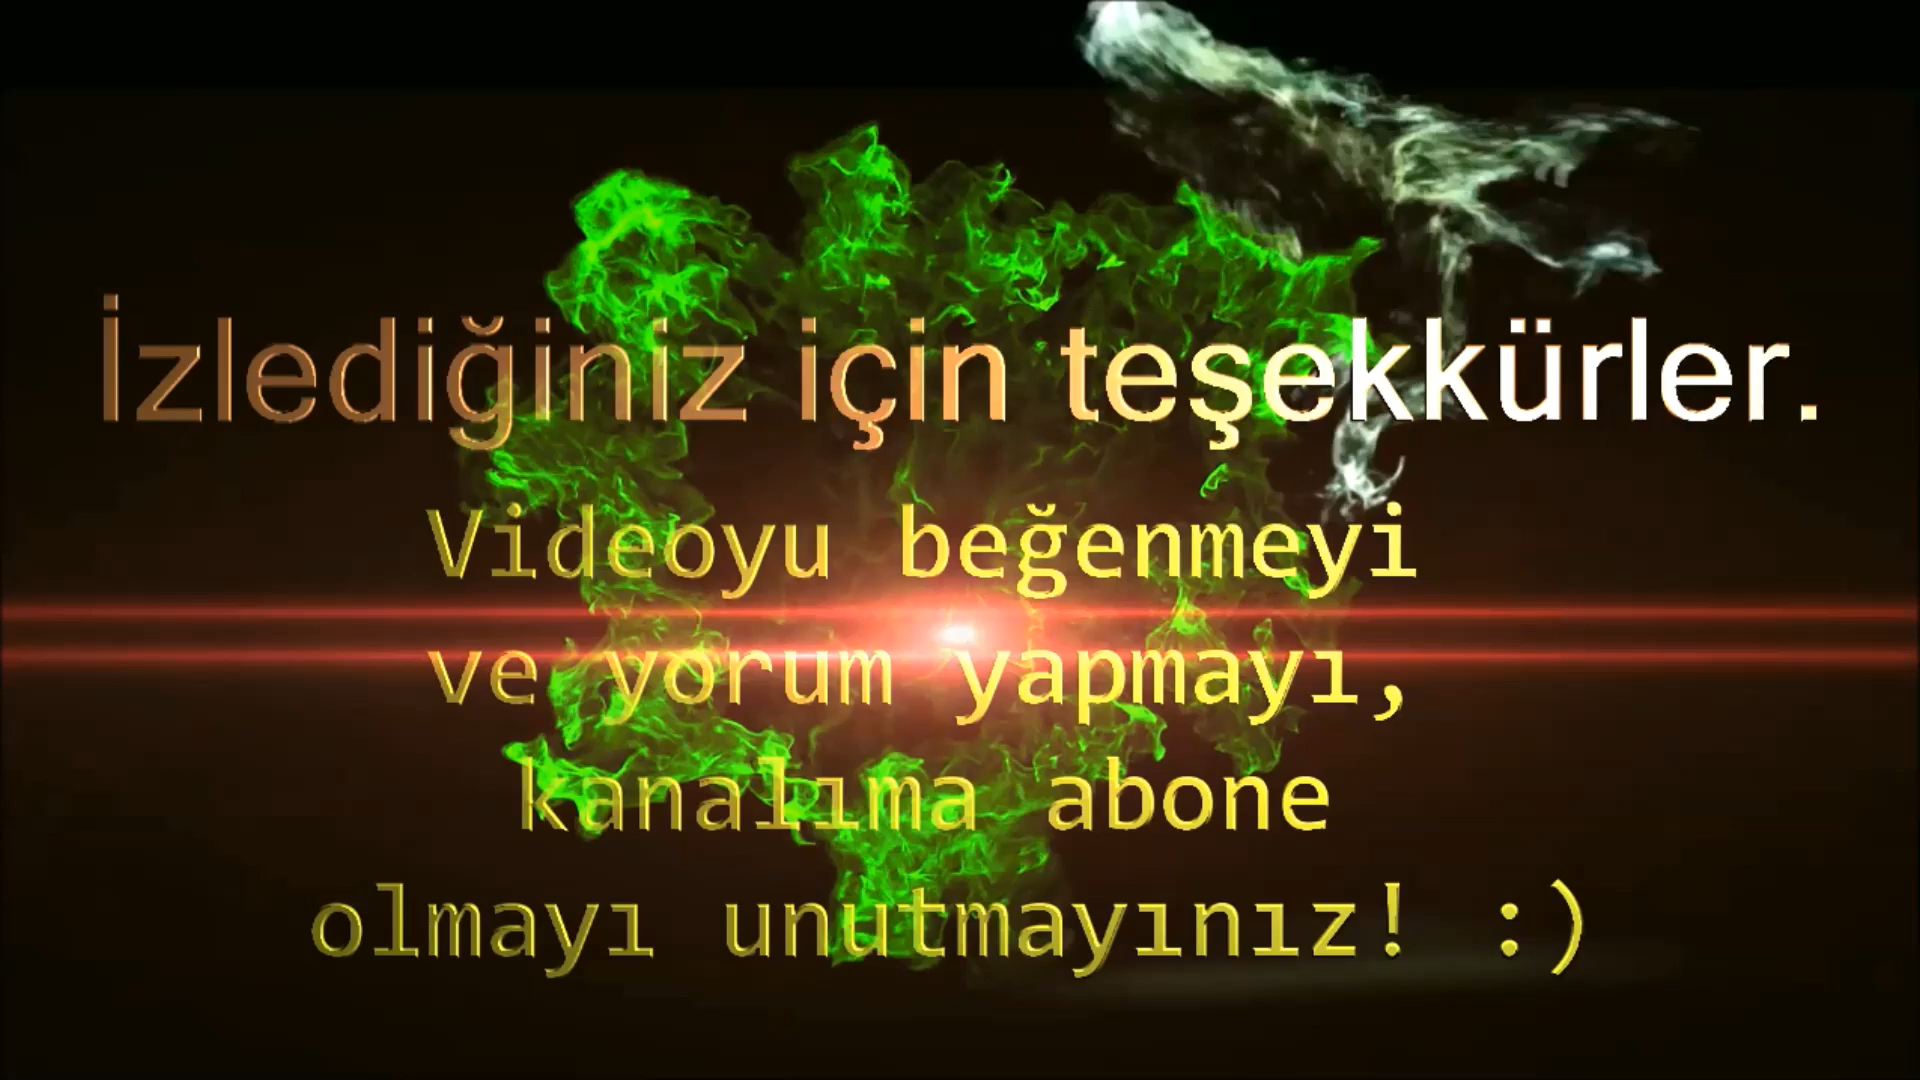 İzlediğiniz için teşekkürler.
Videoyu beğenmeyi
ve yorum yapmayı,
kanalıma abone
olmayı unutmayınız! :)